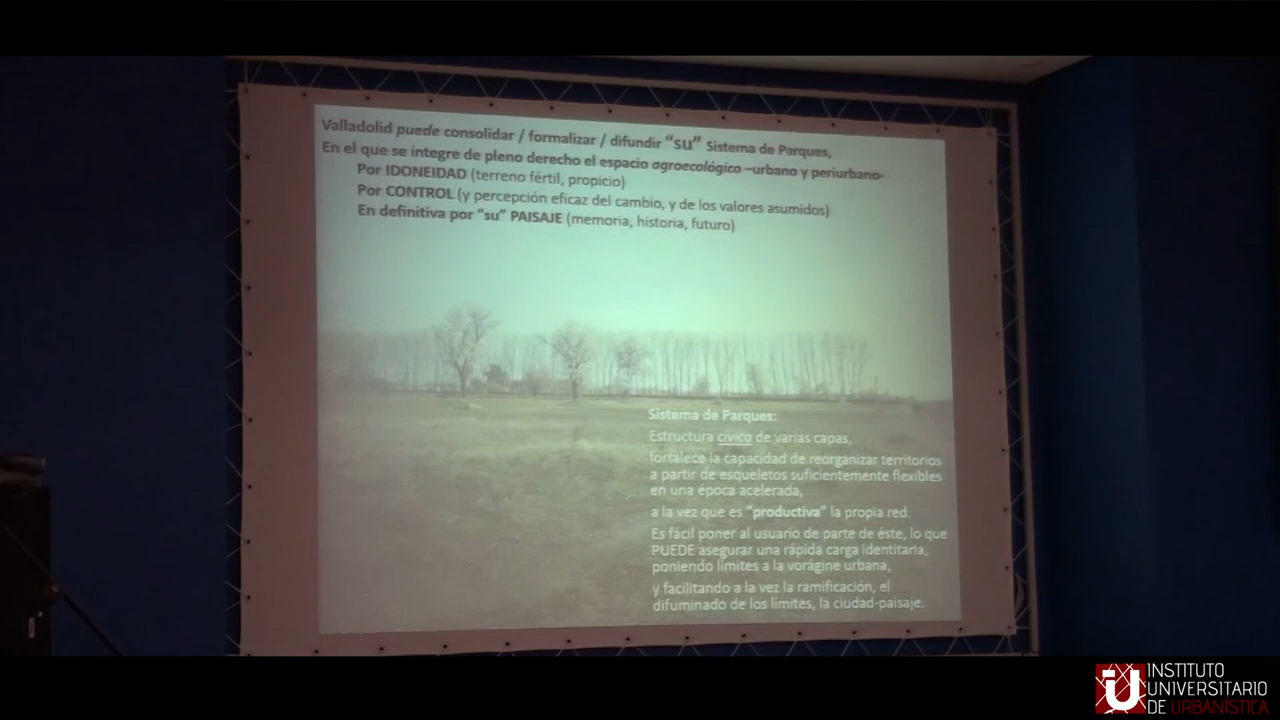 Valladolid puede consolidar / formalizar / difundir “su” Sistema de Parques,
En el que se integre de pleno derecho el espacio agroecológico –urbano y periurbano-
Por IDONEIDAD (terreno fértil, propicio)
Por CONTROL (y percepción eficaz del cambio, y de los valores asumidos)
En definitiva por “su” PAISAJE (memoria, historia, futuro)
Sistema de Parques:
Estructura cívica de varias capas,
fortalece la capacidad de reorganizar territorios
a partir de esqueletos suficientemente flexibles
en una época acelerada,
a la vez que es “productiva” la propia red.
Es fácil poner al usuario de parte de éste, lo que
PUEDE asegurar una rápida carga identitaria,
poniendo límites a la vorágine urbana,
y facilitando a la vez la ramificación, el
difuminado de los límites, la ciudad-paisaje.
INSTITUTO
UNIVERSITARIO
DE URBANÍSTICA